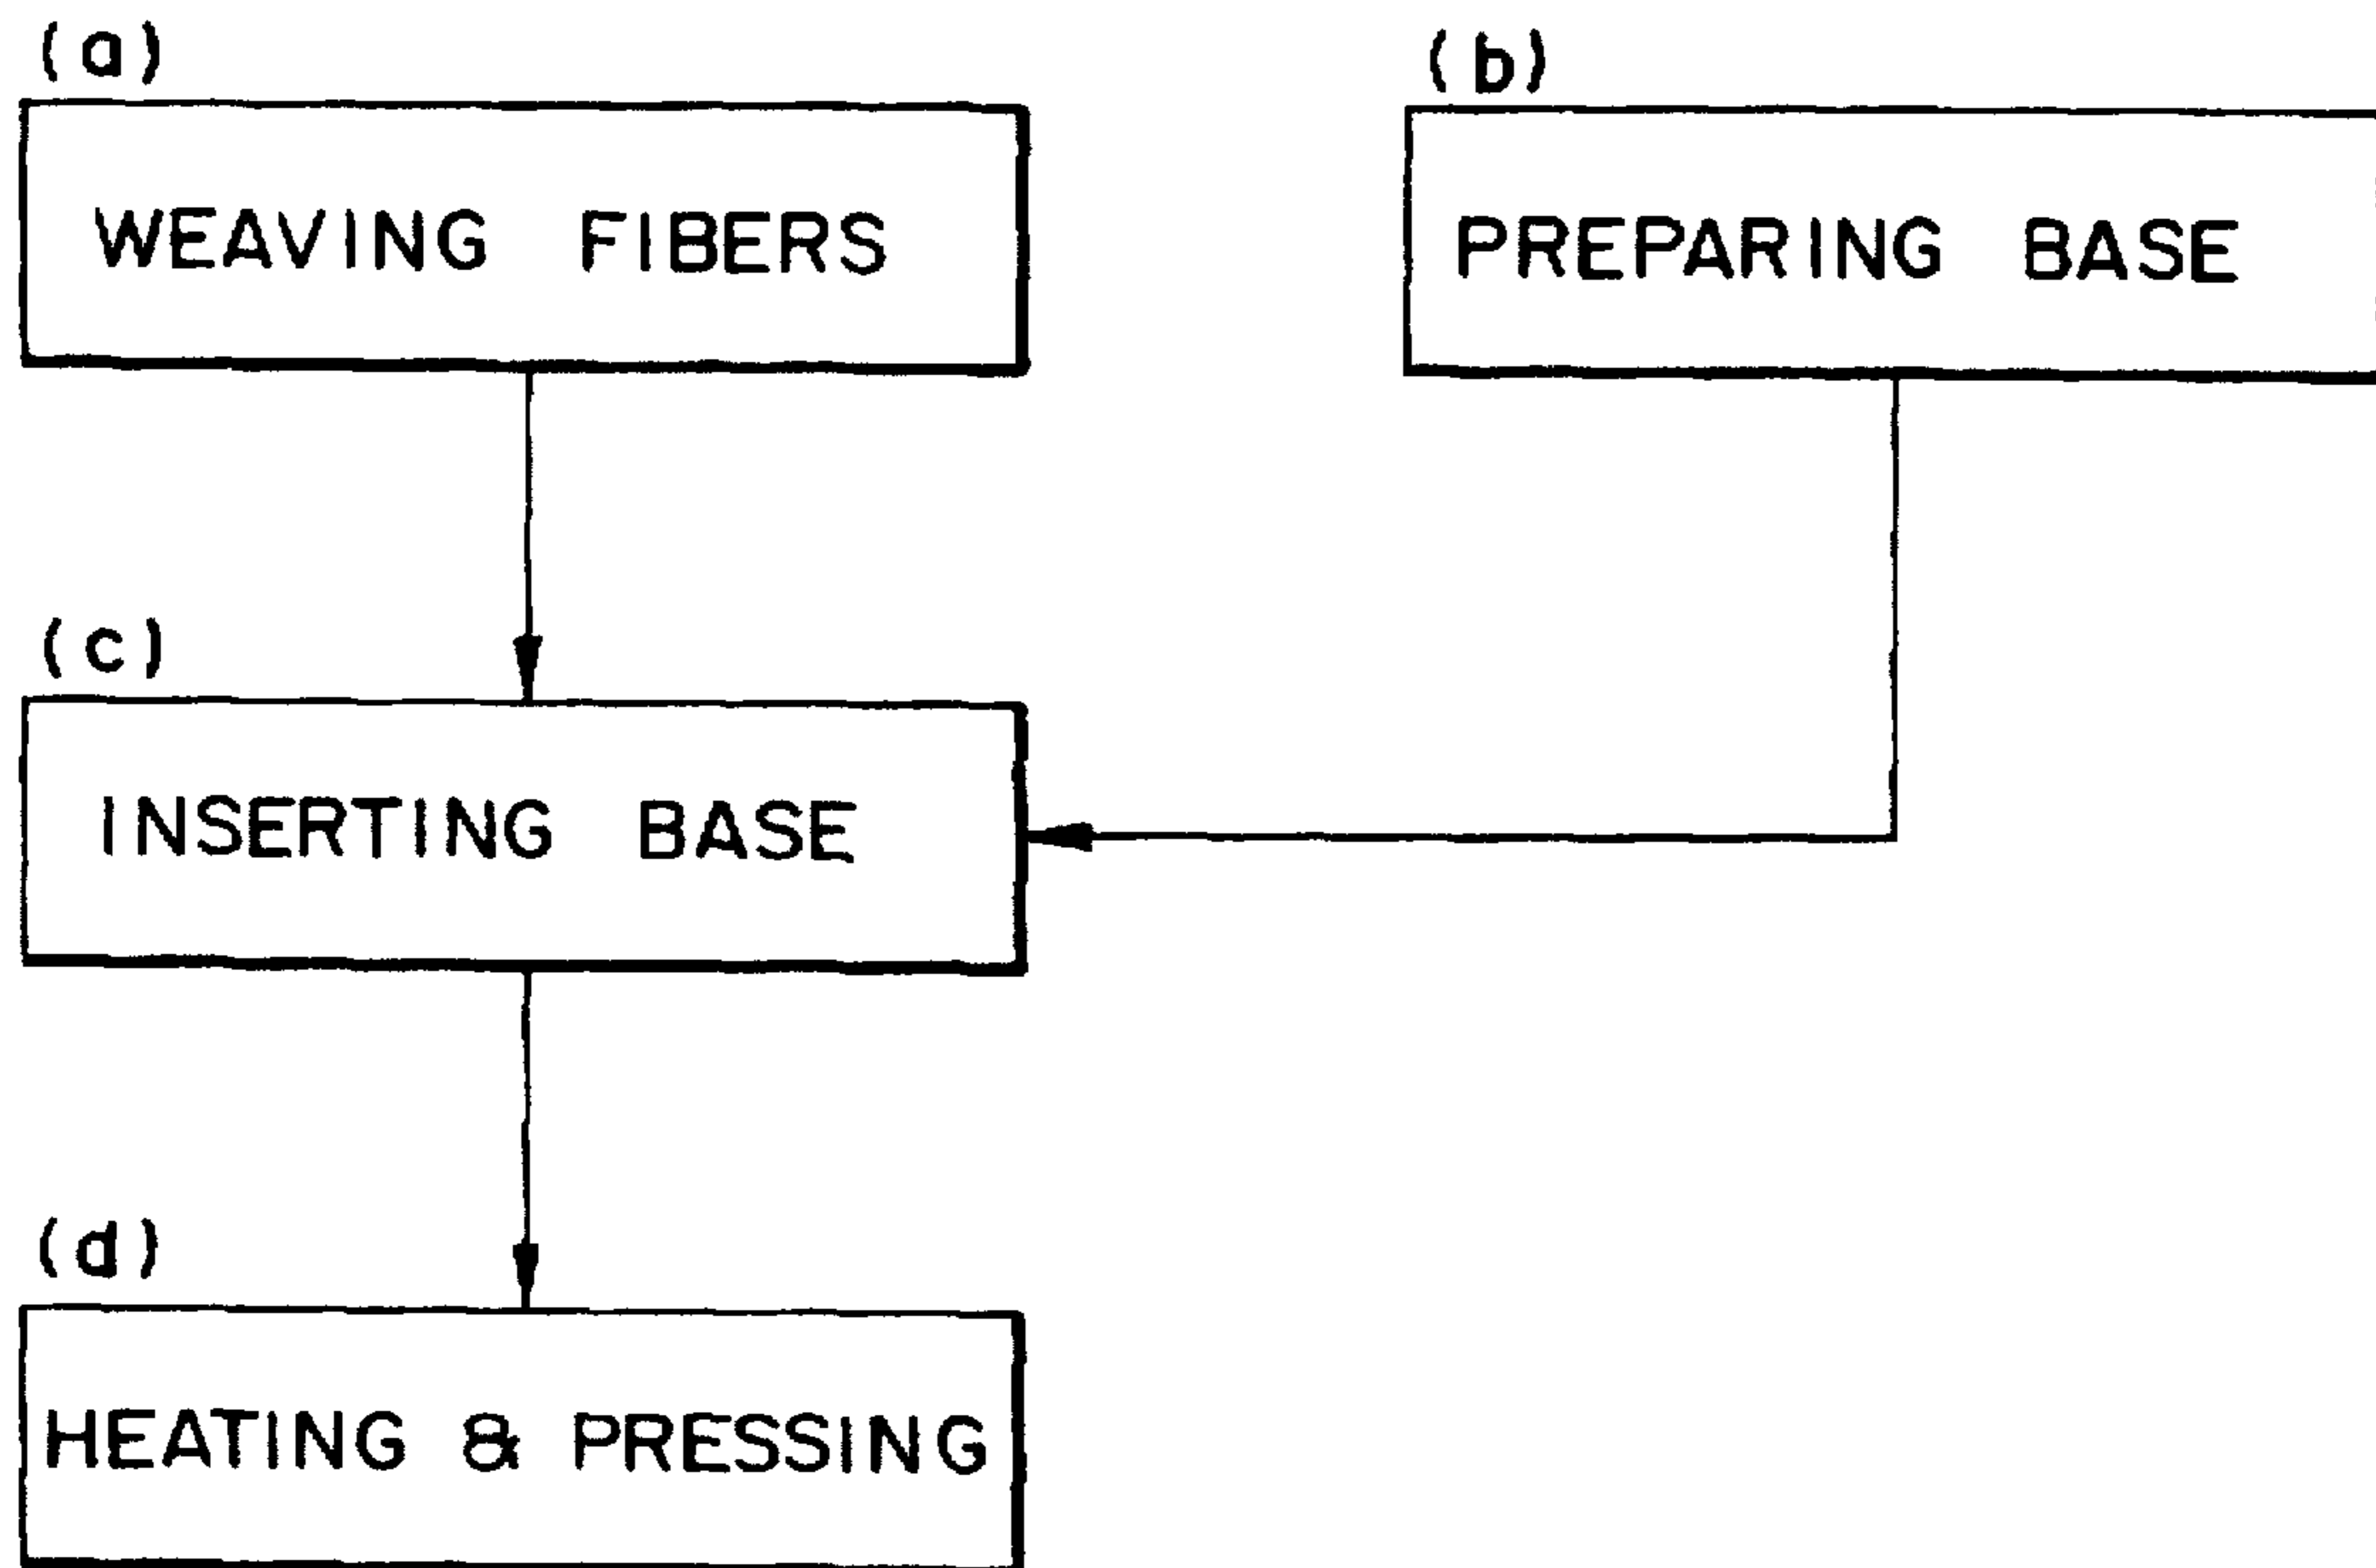 (a)
WEAVING FIBERS
(b)
PREPARING BASE
(c)
INSERTING BASE
(d)
HEATING & PRESSING